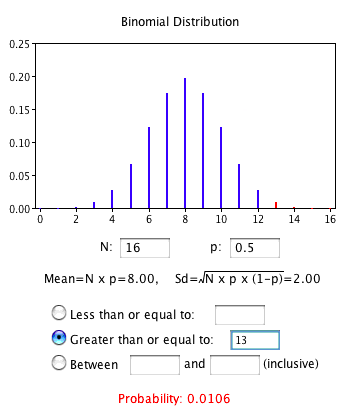 Binomial Distribution
0.25
0.20
0.15
0.10
0.05
0.00
0 2 4 6 8 10 12 14 16
N: 16 p: 0.5
Mean=N x p=8.00, Sd=√N x p x (1-p)=2.00
Less than or equal to:
Greater than or equal to: 13
Between and (inclusive)
Probability: 0.0106